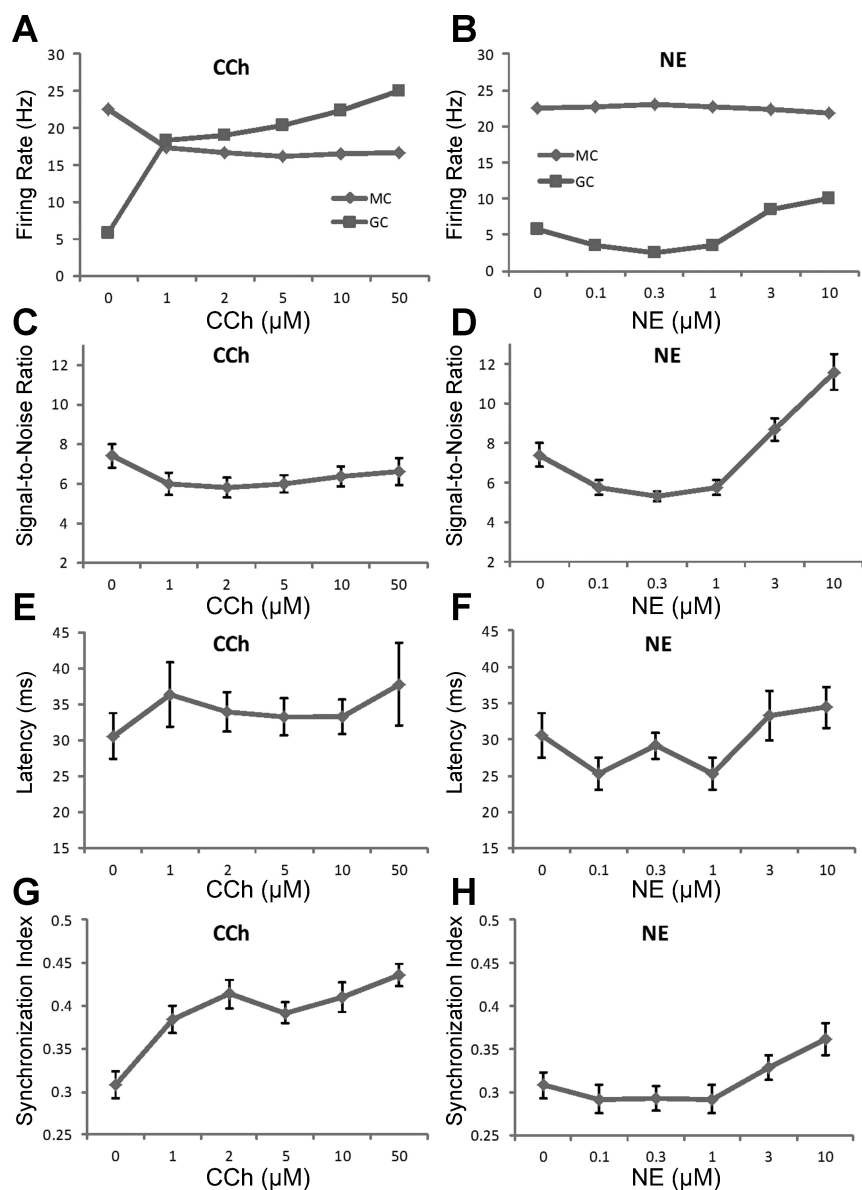 A
CCh
Firing Rate (Hz)
30
25
20
15
10
5
0
MC
GC
0 1 2 5 10 50
CCh (µM)
B
NE
Firing Rate (Hz)
30
25
20
15
10
5
0
MC
GC
0 0.1 0.3 1 3 10
NE (µM)
C
CCh
Signal-to-Noise Ratio
12
10
8
6
4
2
0 1 2 5 10 50
CCh (µM)
D
NE
Signal-to-Noise Ratio
12
10
8
6
4
2
0 0.1 0.3 1 3 10
NE (µM)
E
CCh
Latency (ms)
45
40
35
30
25
20
15
0 1 2 5 10 50
CCh (µM)
F
NE
Latency (ms)
45
40
35
30
25
20
15
0 0.1 0.3 1 3 10
NE (µM)
G
CCh
Synchronization Index
0.5
0.45
0.4
0.35
0.3
0.25
0 1 2 5 10 50
CCh (µM)
H
NE
Synchronization Index
0.5
0.45
0.4
0.35
0.3
0.25
0 0.1 0.3 1 3 10
NE (µM)